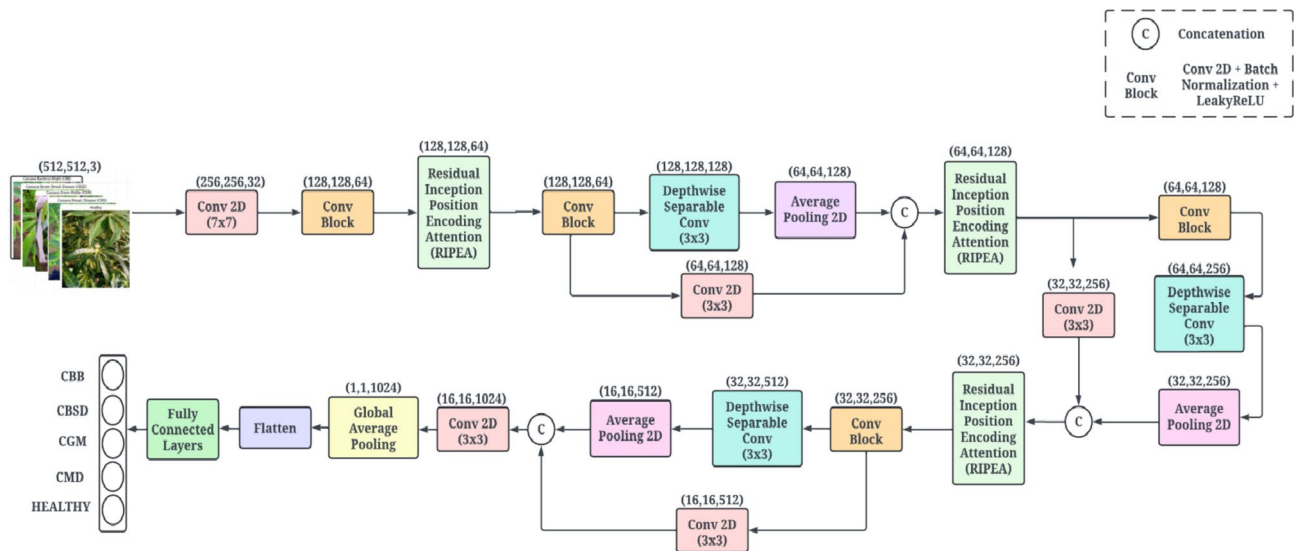 C
Concatenation
Conv
Block
Conv 2D + Batch
Normalization +
LeakyReLU
(512,512,3)
Healthy
(256,256,32)
Conv 2D
(7x7)
(128,128,64)
Conv
Block
(128,128,64)
Residual
Inception
Position
Encoding
Attention
(RIPEA)
(128,128,64)
Conv
Block
(128,128,128)
Depthwise
Separable
Conv
(3x3)
(64,64,128)
Average
Pooling 2D
C
(64,64,128)
Conv 2D
(3x3)
(64,64,128)
Residual
Inception
Position
Encoding
Attention
(RIPEA)
(64,64,128)
Conv
Block
(64,64,256)
Depthwise
Separable
Conv
(3x3)
(32,32,256)
Conv 2D
(3x3)
(32,32,256)
Average
Pooling 2D
C
(32,32,256)
Residual
Inception
Position
Encoding
Attention
(RIPEA)
(32,32,256)
Conv
Block
(32,32,512)
Depthwise
Separable
Conv
(3x3)
(16,16,512)
Average
Pooling 2D
(16,16,512)
Conv 2D
(3x3)
C
(16,16,1024)
Conv 2D
(3x3)
(1,1,1024)
Global
Average
Pooling
Flatten
Fully
Connected
Layers
CBB
CBSD
CGM
CMD
HEALTHY